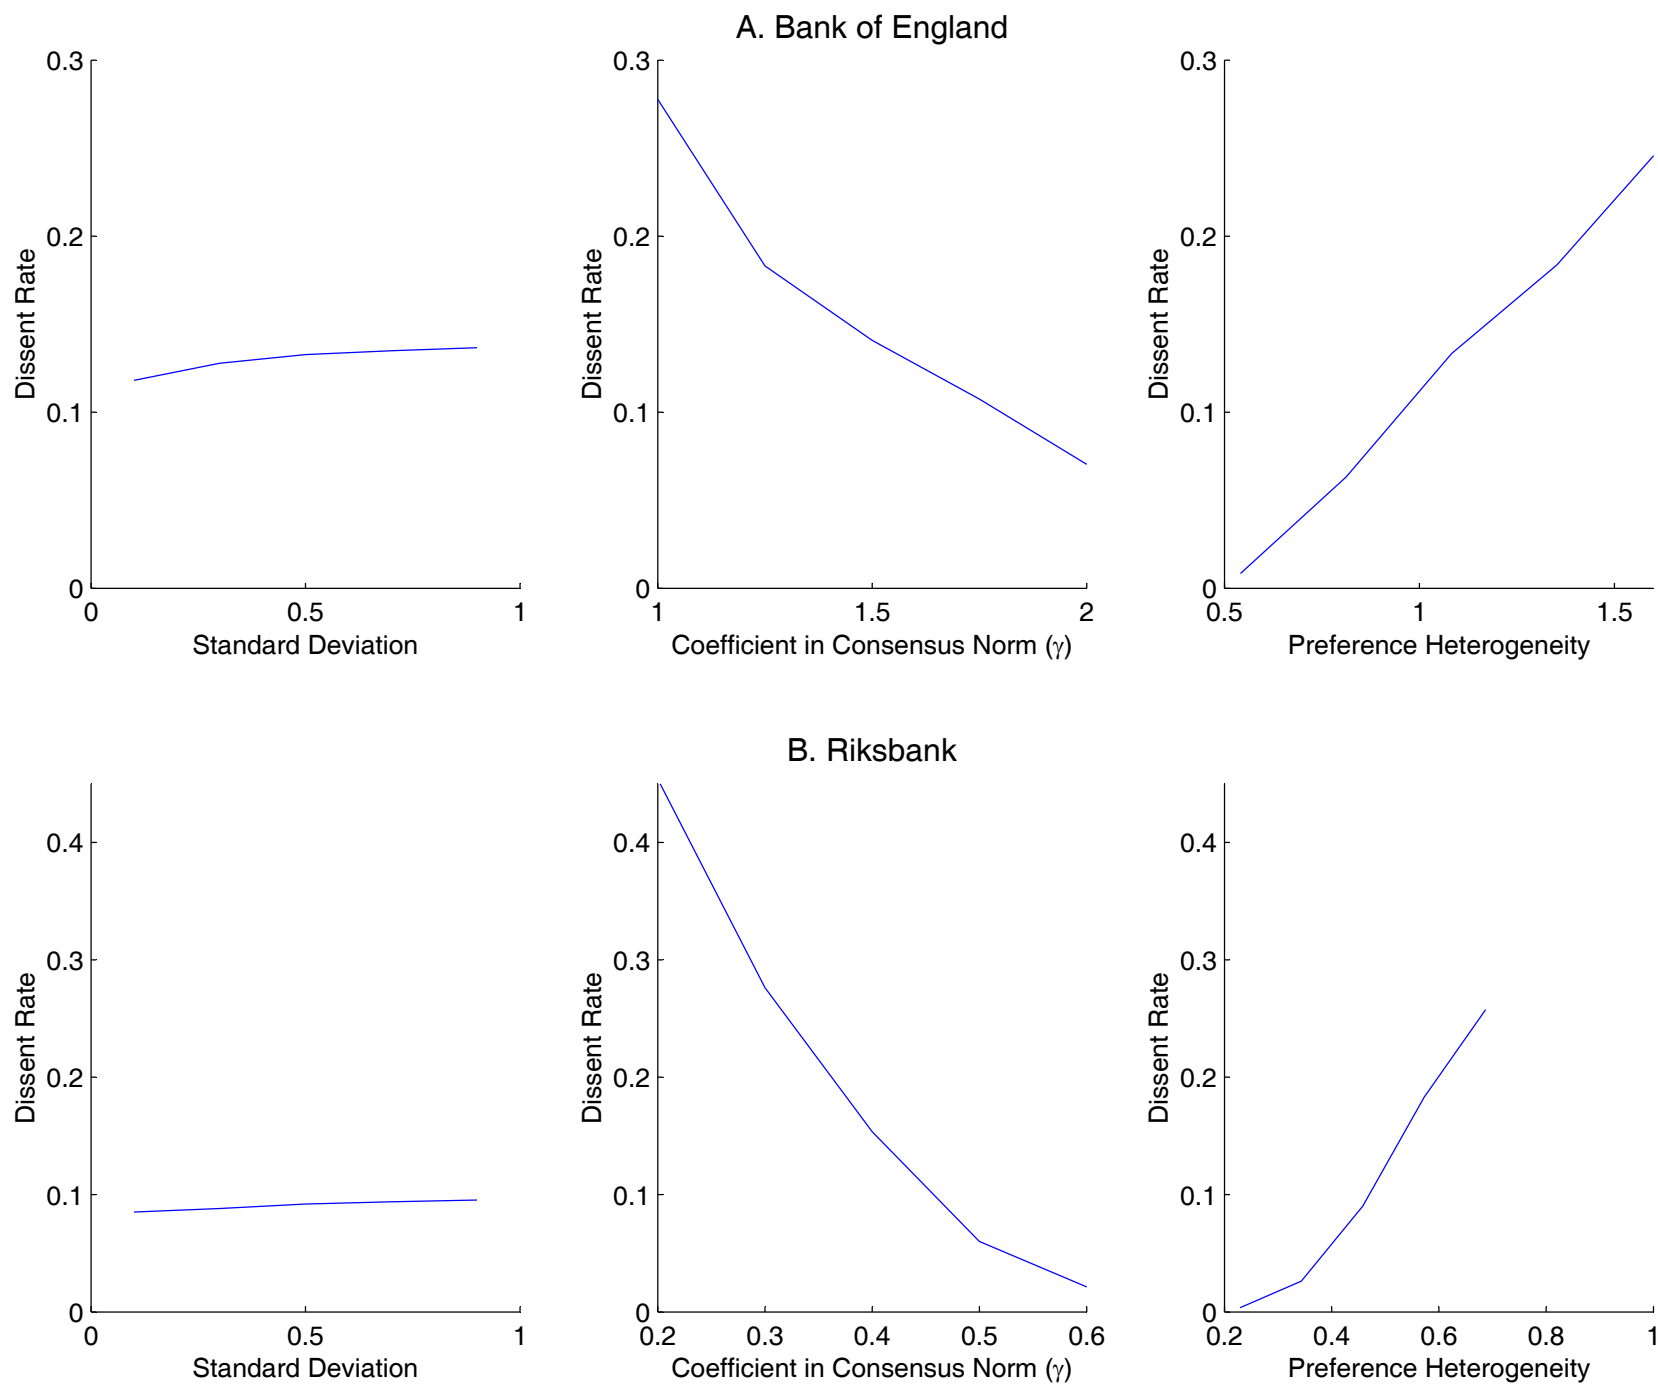 A. Bank of England
0.3
0.2
0.1
0
Dissent Rate
0 0.5 1
Standard Deviation
0.3
0.2
0.1
0
Dissent Rate
1 1.5 2
Coefficient in Consensus Norm (γ)
0.3
0.2
0.1
0
Dissent Rate
0.5 1 1.5
Preference Heterogeneity
B. Riksbank
0.4
0.3
0.2
0.1
0
Dissent Rate
0 0.5 1
Standard Deviation
0.4
0.3
0.2
0.1
0
Dissent Rate
0.2 0.3 0.4 0.5 0.6
Coefficient in Consensus Norm (γ)
0.4
0.3
0.2
0.1
0
Dissent Rate
0.2 0.4 0.6 0.8 1
Preference Heterogeneity